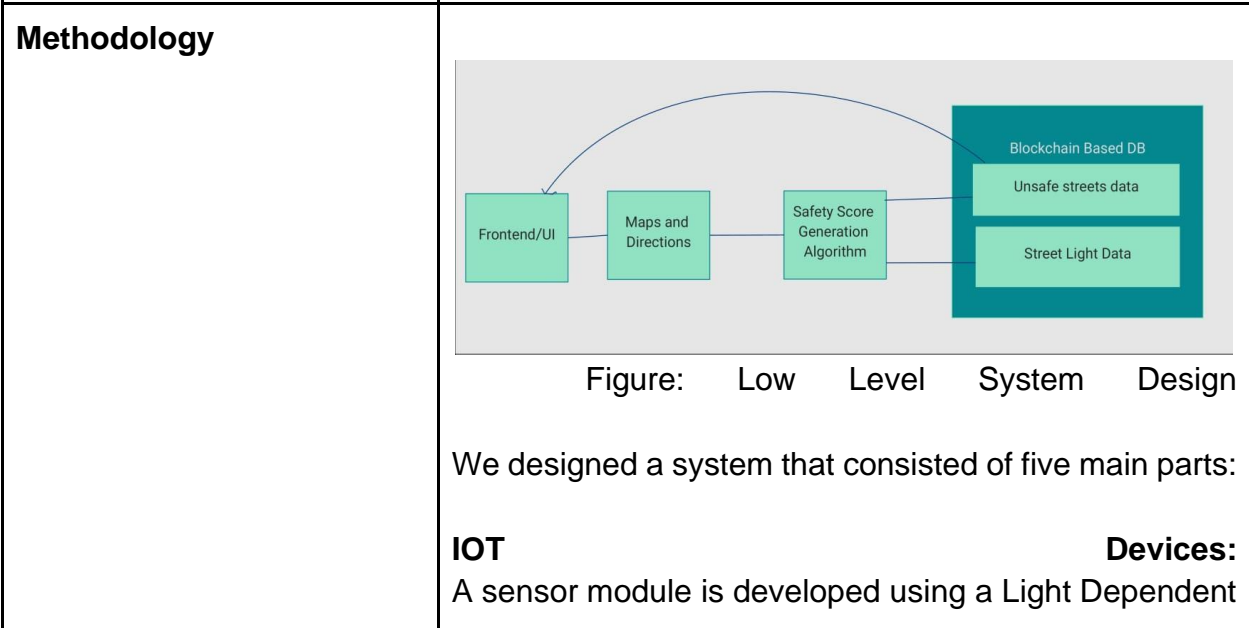 Methodology
Blockchain Based DB
Unsafe streets data
Frontend/UI
Maps and
Directions
Safety Score
Generation
Algorithm
Street Light Data
Figure: Low Level System Design
We designed a system that consisted of five main parts:
IOT Devices:
A sensor module is developed using a Light Dependent